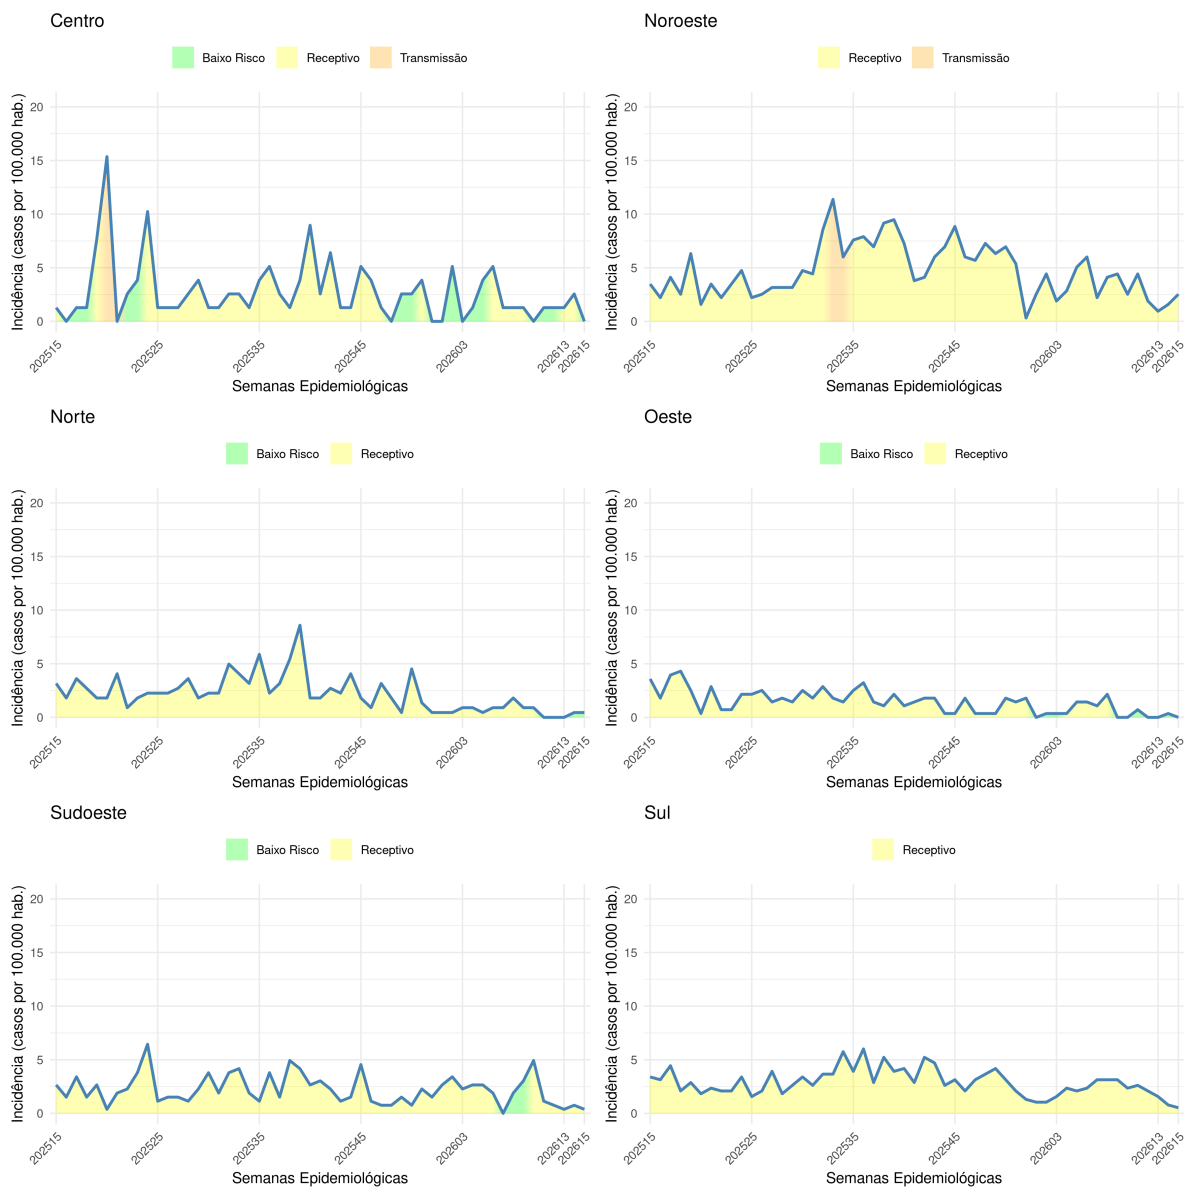 Centro
Baixo Risco Receptivo Transmissão
Incidência (casos por 100.000 hab.)
20
15
10
5
0
202515 202525 202535 202545 202603 202613 202615
Semanas Epidemiológicas
Noroeste
Receptivo Transmissão
Incidência (casos por 100.000 hab.)
20
15
10
5
0
202515 202525 202535 202545 202603 202613 202615
Semanas Epidemiológicas
Norte
Baixo Risco Receptivo
Incidência (casos por 100.000 hab.)
20
15
10
5
0
202515 202525 202535 202545 202603 202613 202615
Semanas Epidemiológicas
Oeste
Baixo Risco Receptivo
Incidência (casos por 100.000 hab.)
20
15
10
5
0
202515 202525 202535 202545 202603 202613 202615
Semanas Epidemiológicas
Sudoeste
Baixo Risco Receptivo
Incidência (casos por 100.000 hab.)
20
15
10
5
0
202515 202525 202535 202545 202603 202613 202615
Semanas Epidemiológicas
Sul
Receptivo
Incidência (casos por 100.000 hab.)
20
15
10
5
0
202515 202525 202535 202545 202603 202613 202615
Semanas Epidemiológicas